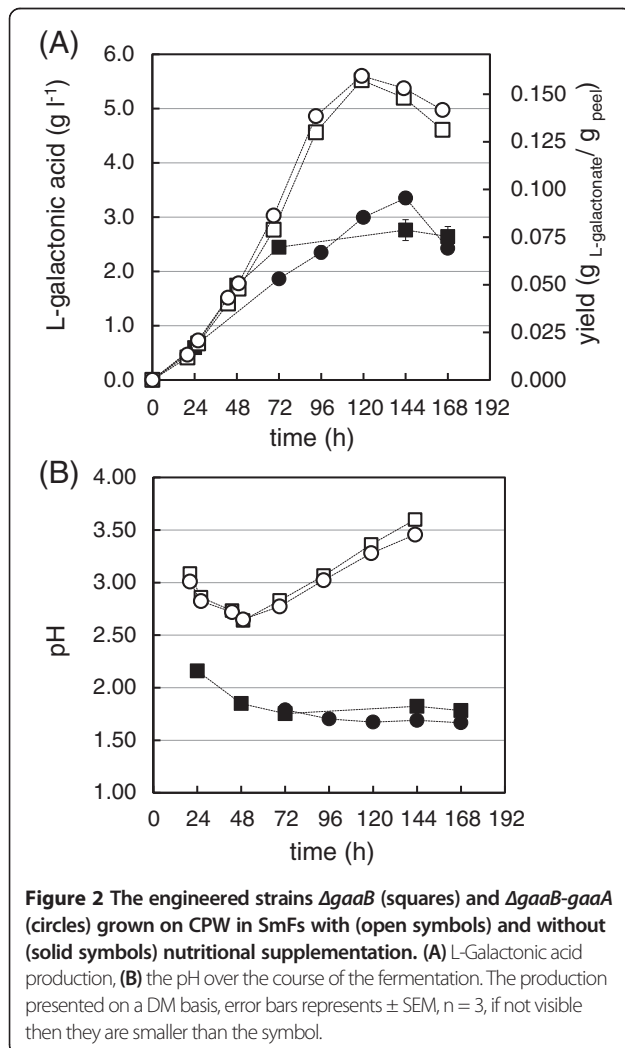 (A)
6.0
5.0
4.0
3.0
2.0
1.0
0.0
L-galactonic acid (g l⁻¹)
0.150
0.125
0.100
0.075
0.050
0.025
0.000
yield (g L-galactonate/ g peel)
0 24 48 72 96 120 144 168 192
time (h)
(B)
4.00
3.50
3.00
2.50
2.00
1.50
1.00
pH
0 24 48 72 96 120 144 168 192
time (h)
Figure 2 The engineered strains ΔgaaB (squares) and ΔgaaB-gaaA
(circles) grown on CPW in SmFs with (open symbols) and without
(solid symbols) nutritional supplementation. (A) L-Galactonic acid
production, (B) the pH over the course of the fermentation. The production
presented on a DM basis, error bars represents ± SEM, n = 3, if not visible
then they are smaller than the symbol.